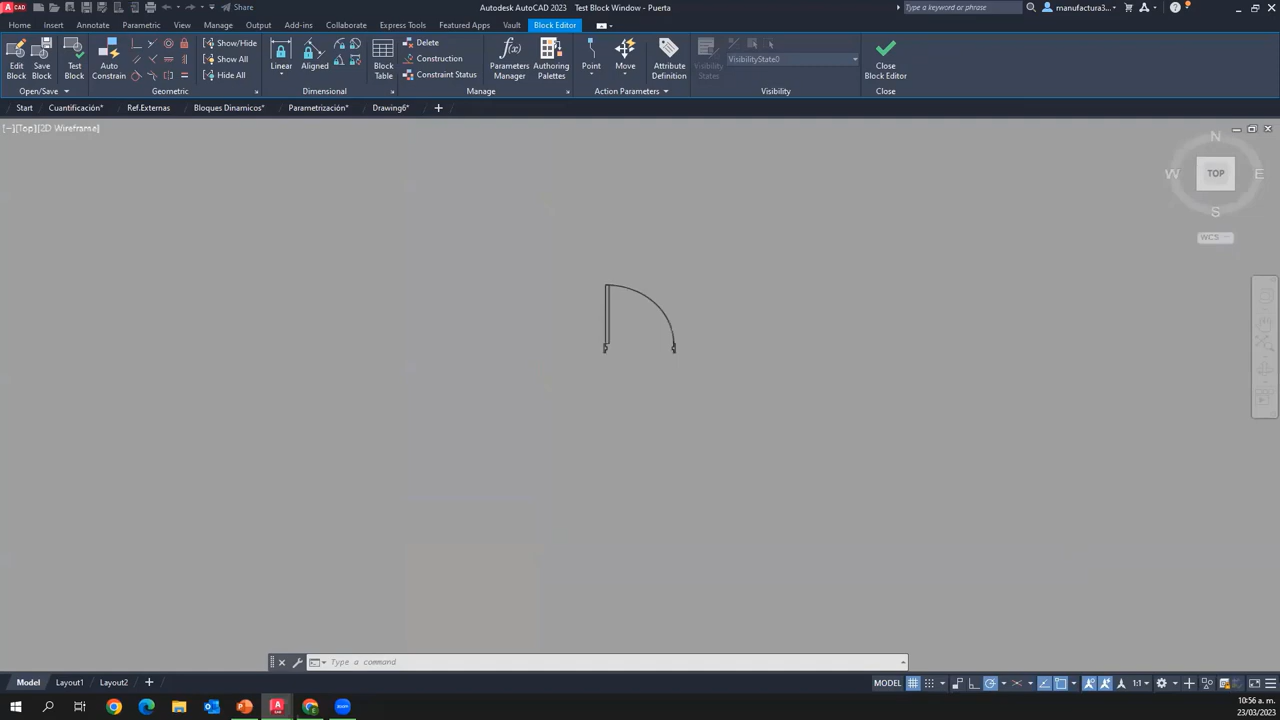 Share
Autodesk AutoCAD 2023 Test Block Window - Puerta
Type a keyword or phrase
manufactura3...
Home Insert Annotate Parametric View Manage Output Add-ins Collaborate Express Tools Featured Apps Vault Block Editor
Edit Block
Save Block
Test Block
Open/Save
Auto Constrain
Show/Hide
Show All
Hide All
Geometric
Linear
Aligned
Dimensional
Block Table
Delete
Construction
Constraint Status
Parameters Manager
Authoring Palettes
Manage
Point
Move
Attribute Definition
Action Parameters
Visibility States
VisibilityState0
Visibility
Close Block Editor
Close
Start Cuantificación* Ref.Externas Bloques Dinamicos* Parametrización* Drawing6*
[−][Top][2D Wireframe]
N
W TOP E
S
WCS
Type a command
Model Layout1 Layout2
MODEL
1:1
10:56 a. m.
23/03/2023